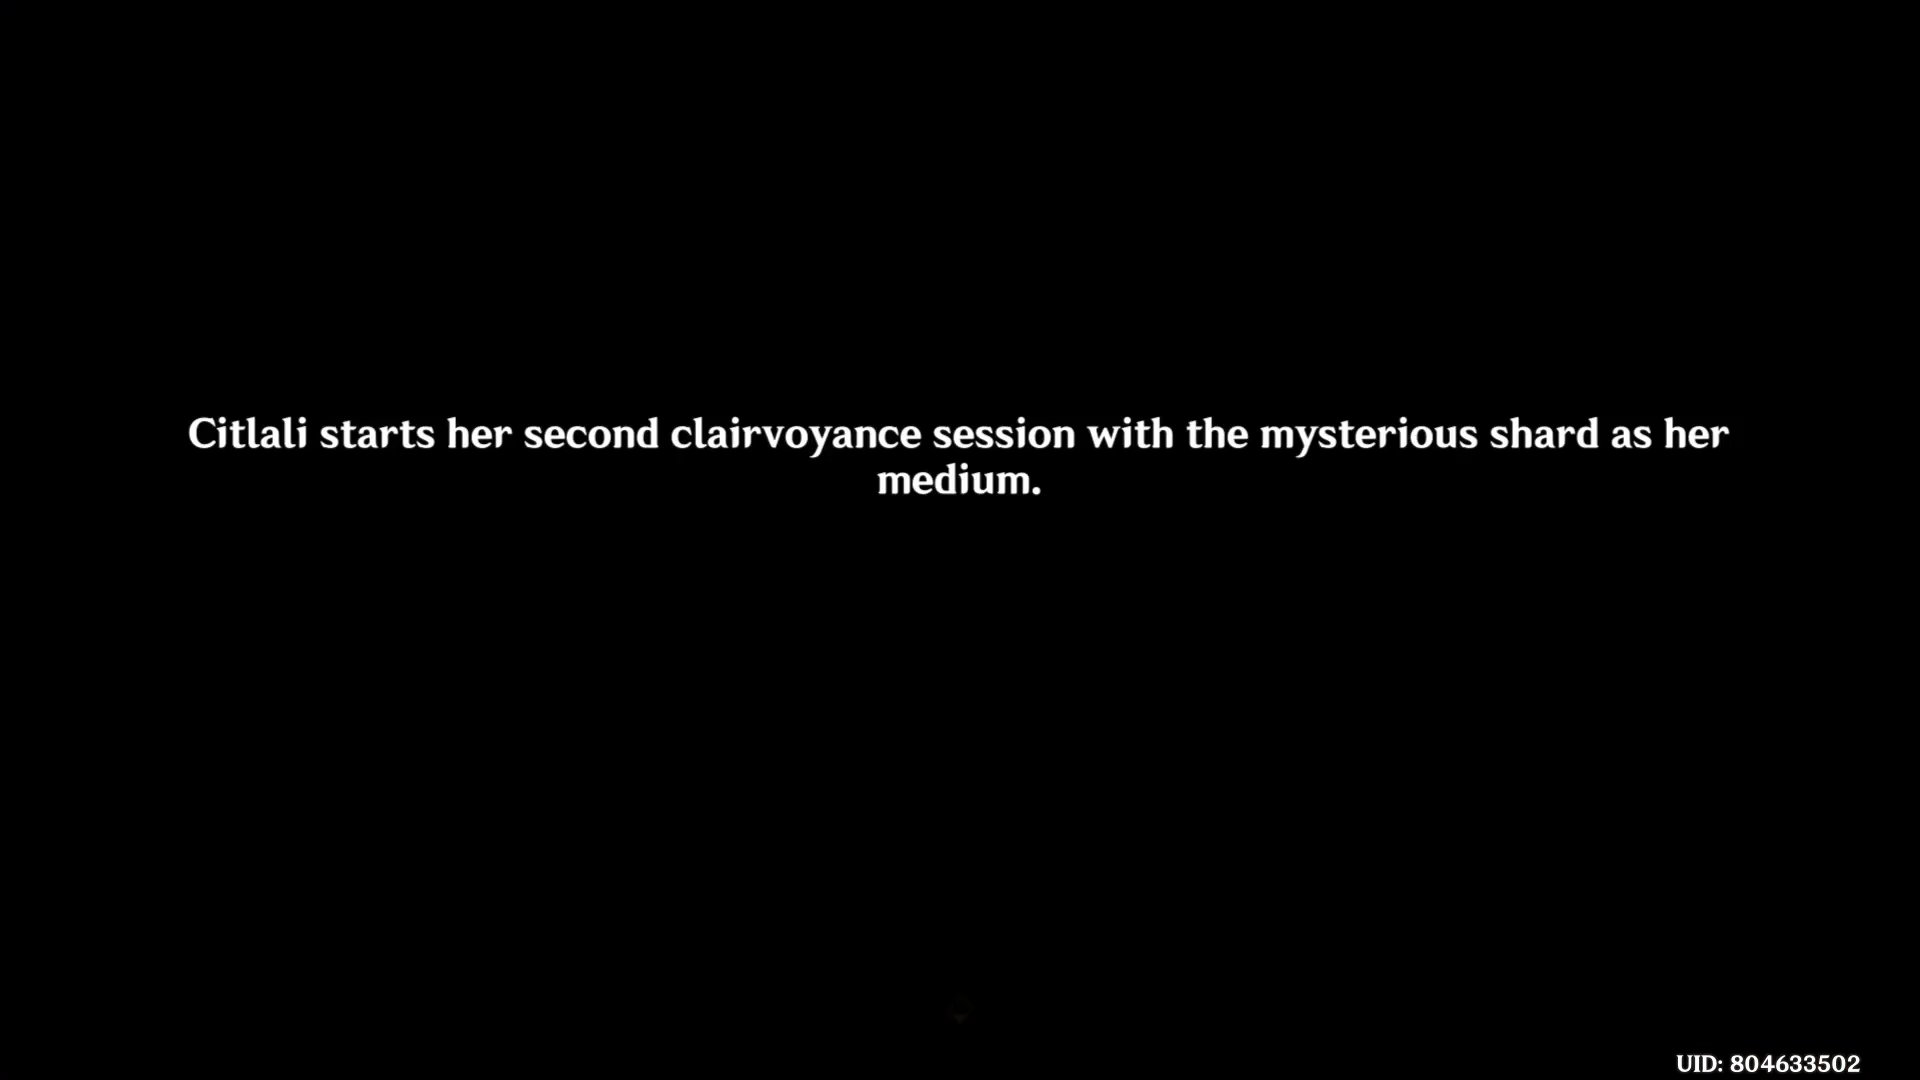 Citlali starts her second clairvoyance session with the mysterious shard as her
medium.
UID: 804633502